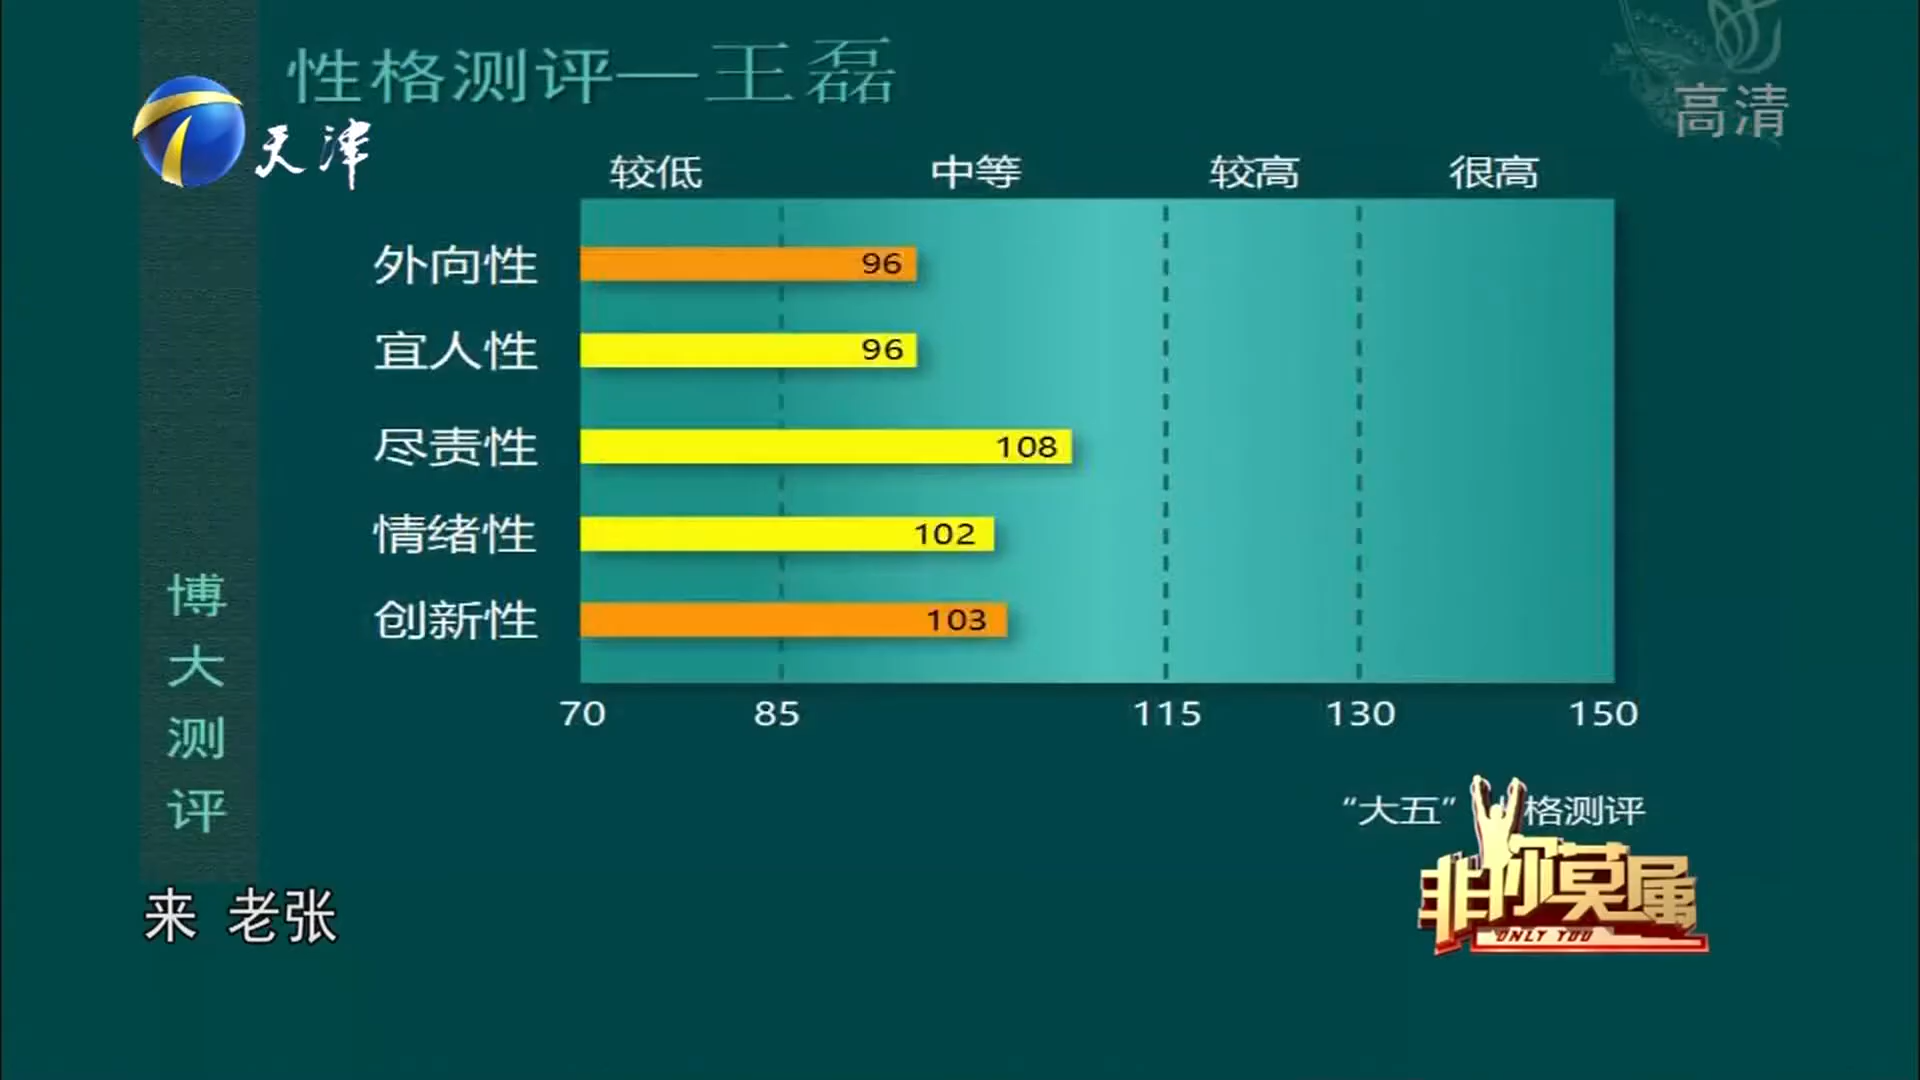 性格测评—王磊
天津
高清
较低 中等 较高 很高
外向性 96
宜人性 96
尽责性 108
情绪性 102
创新性 103
70 85 115 130 150
博大测评
“大五” 格测评
来 老张
非你莫属
ONLY YOU